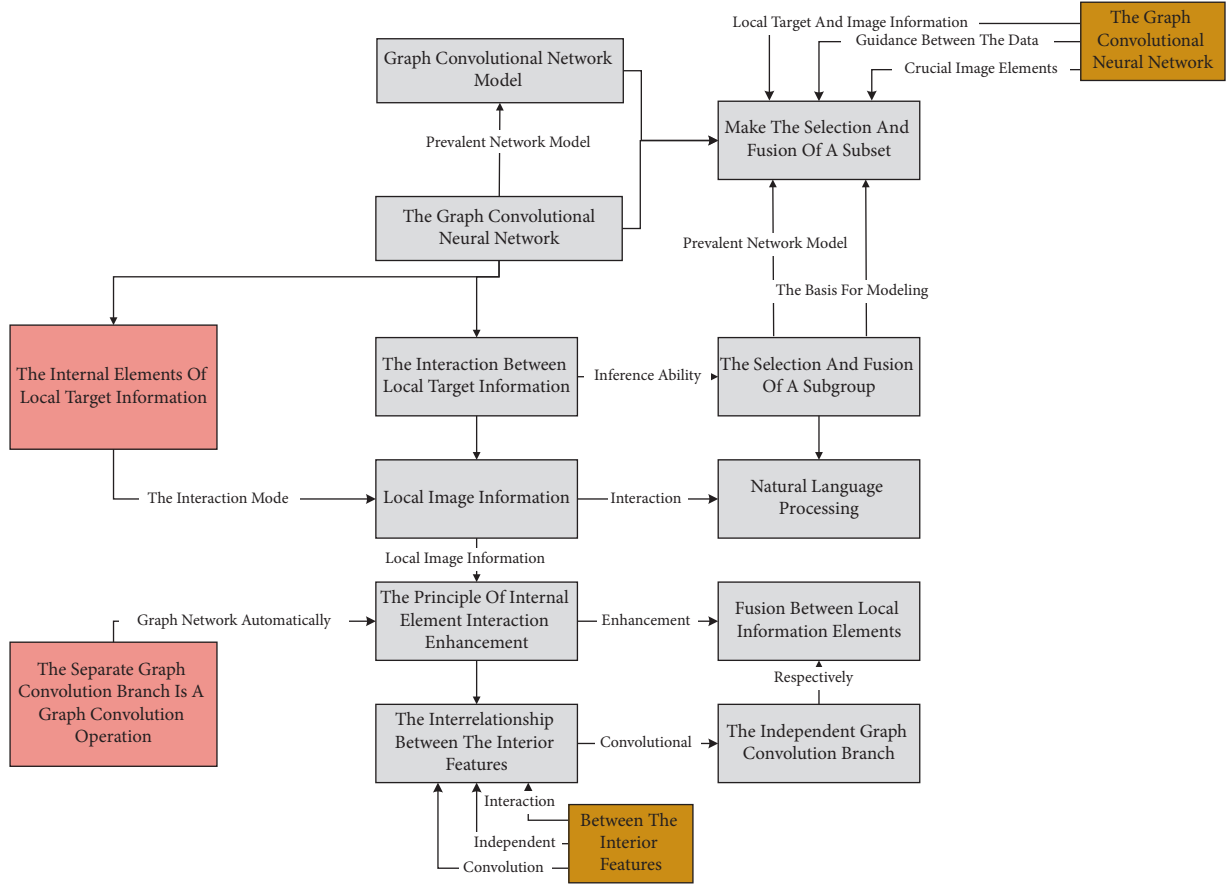 Local Target And Image Information
Guidance Between The Data
Crucial Image Elements
The Graph
Convolutional
Neural Network
Graph Convolutional Network
Model
Prevalent Network Model
Make The Selection And
Fusion Of A Subset
The Graph Convolutional
Neural Network
Prevalent Network Model
The Basis For Modeling
The Internal Elements Of
Local Target Information
The Interaction Between
Local Target Information
Inference Ability
The Selection And Fusion
Of A Subgroup
The Interaction Mode
Local Image Information
Interaction
Natural Language
Processing
Local Image Information
Graph Network Automatically
The Principle Of Internal
Element Interaction
Enhancement
Enhancement
Fusion Between Local
Information Elements
The Separate Graph
Convolution Branch Is A
Graph Convolution
Operation
Respectively
The Interrelationship
Between The Interior
Features
Convolutional
The Independent Graph
Convolution Branch
Interaction
Independent
Convolution
Between The
Interior
Features